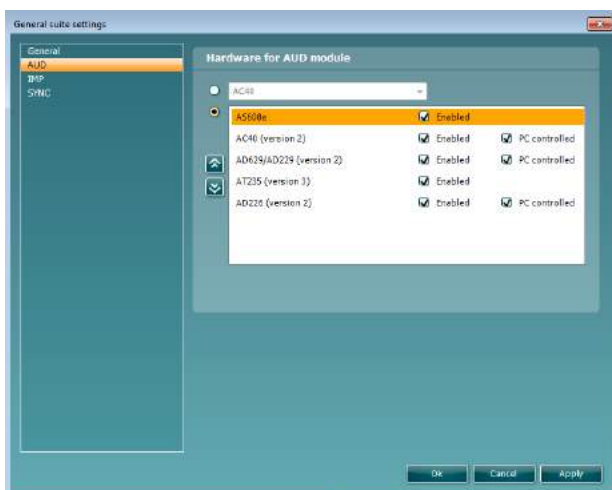 General suite settings
General
AUD
IMP
SYNC
Hardware for AUD module
AC40
AS608e Enabled
AC40 (version 2) Enabled PC controlled
AD629/AD229 (version 2) Enabled PC controlled
AT235 (version 3) Enabled
AD226 (version 2) Enabled PC controlled
Ok Cancel Apply